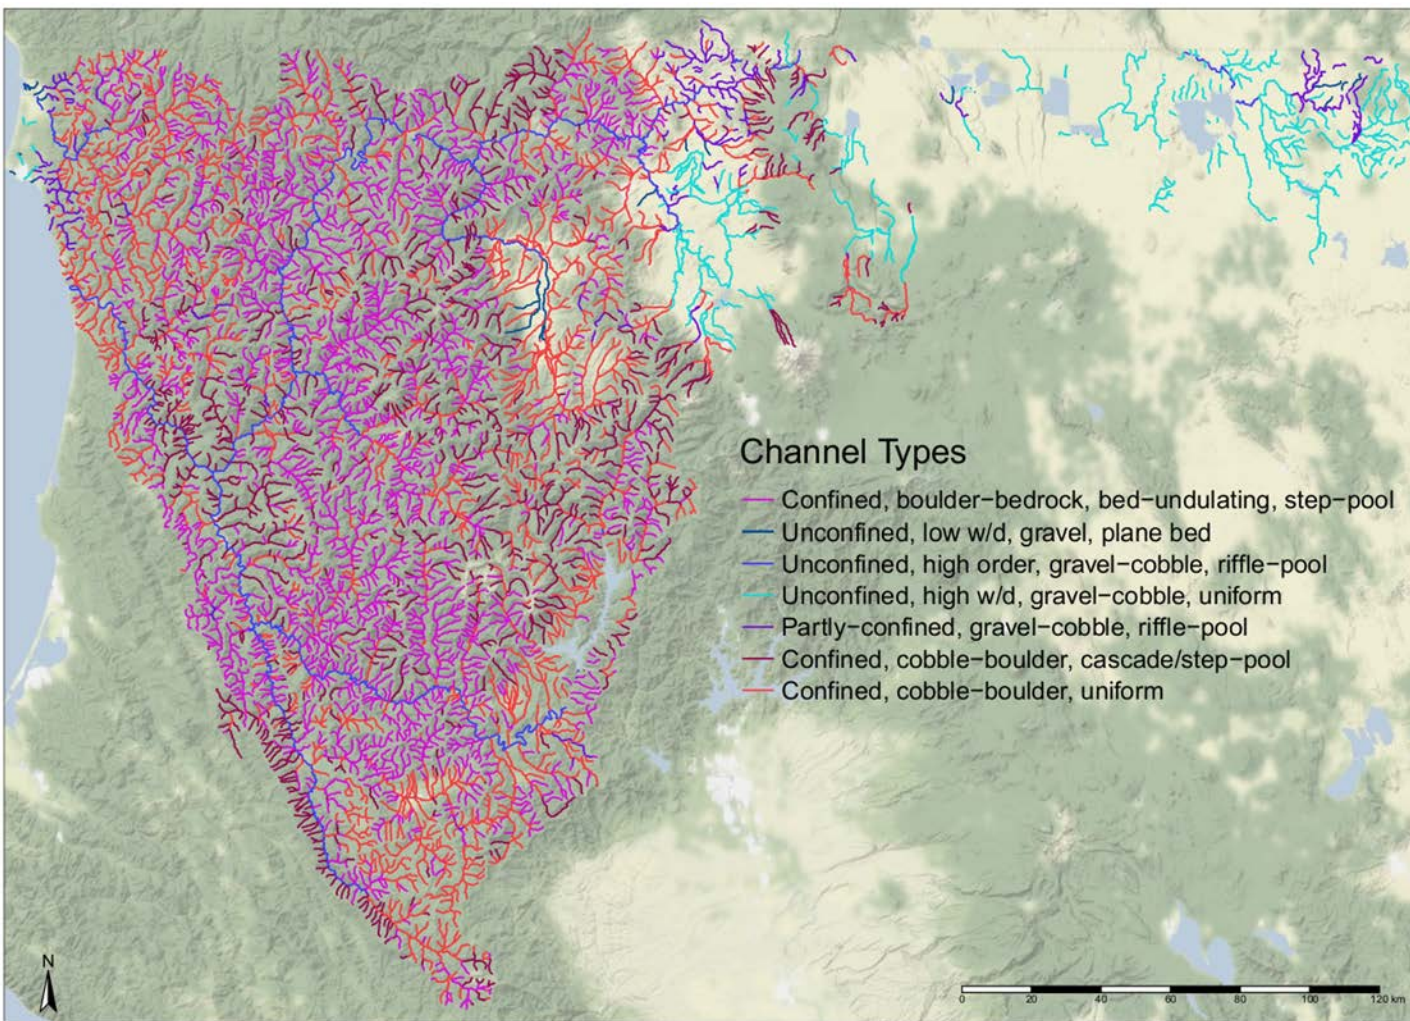 Channel Types
Confined, boulder−bedrock, bed−undulating, step−pool
Unconfined, low w/d, gravel, plane bed
Unconfined, high order, gravel−cobble, riffle−pool
Unconfined, high w/d, gravel−cobble, uniform
Partly−confined, gravel−cobble, riffle−pool
Confined, cobble−boulder, cascade/step−pool
Confined, cobble−boulder, uniform
N
0 20 40 60 80 100 120 km